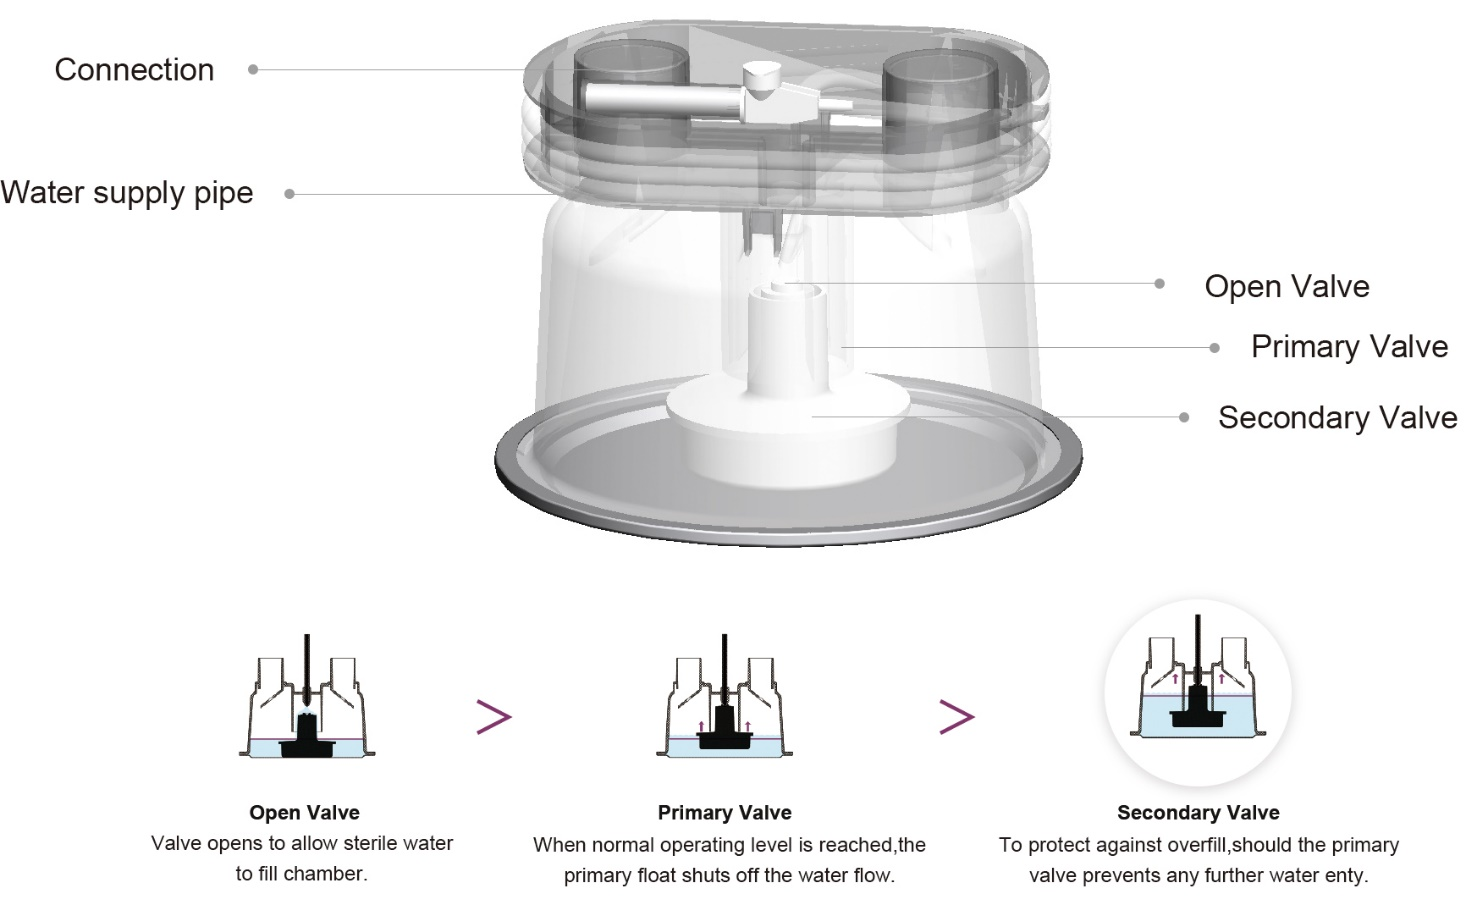 Connection
Water supply pipe
Open Valve
Primary Valve
Secondary Valve
Open Valve
Valve opens to allow sterile water
to fill chamber.
Primary Valve
When normal operating level is reached,the
primary float shuts off the water flow.
Secondary Valve
To protect against overfill,should the primary
valve prevents any further water enty.